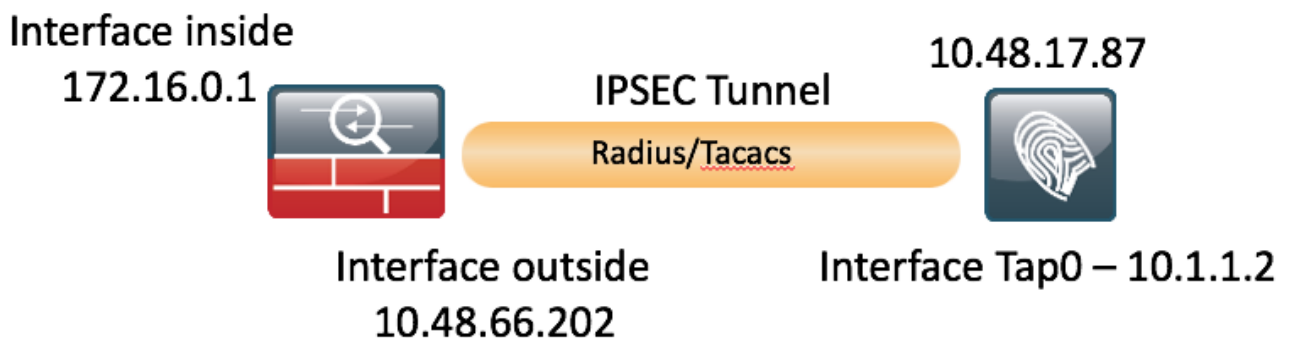 Interface inside
172.16.0.1
10.48.17.87
IPSEC Tunnel
Radius/Tacacs
Interface outside
10.48.66.202
Interface Tap0 – 10.1.1.2